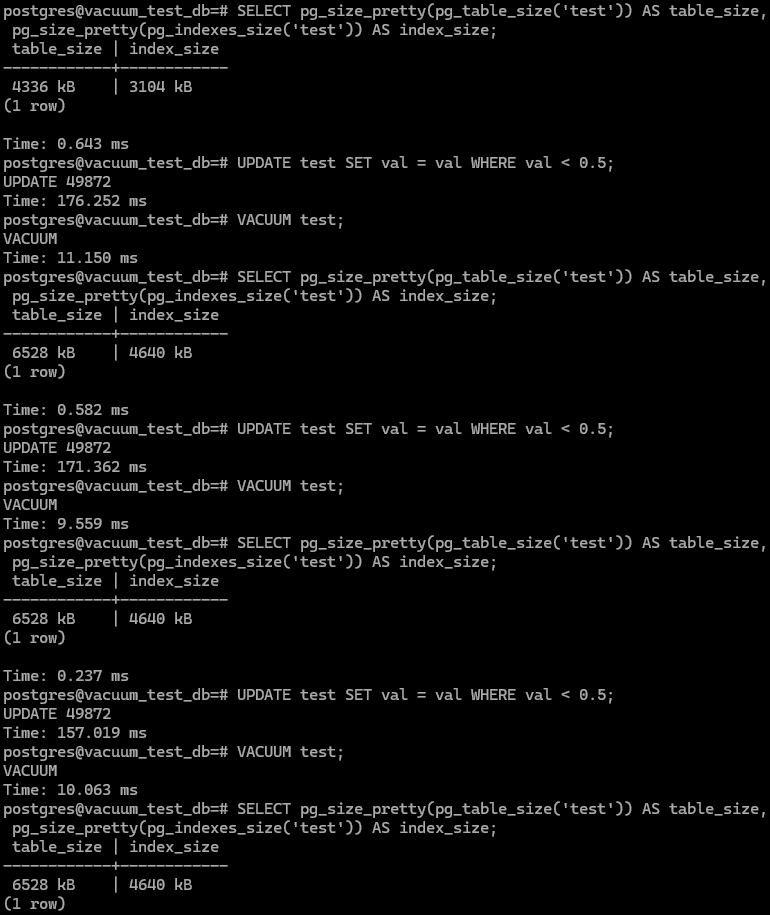 postgres@vacuum_test_db=# SELECT pg_size_pretty(pg_table_size('test')) AS table_size,
 pg_size_pretty(pg_indexes_size('test')) AS index_size;
 table_size | index_size
------------+------------
 4336 kB    | 3104 kB
(1 row)

Time: 0.643 ms
postgres@vacuum_test_db=# UPDATE test SET val = val WHERE val < 0.5;
UPDATE 49872
Time: 176.252 ms
postgres@vacuum_test_db=# VACUUM test;
VACUUM
Time: 11.150 ms
postgres@vacuum_test_db=# SELECT pg_size_pretty(pg_table_size('test')) AS table_size,
 pg_size_pretty(pg_indexes_size('test')) AS index_size;
 table_size | index_size
------------+------------
 6528 kB    | 4640 kB
(1 row)

Time: 0.582 ms
postgres@vacuum_test_db=# UPDATE test SET val = val WHERE val < 0.5;
UPDATE 49872
Time: 171.362 ms
postgres@vacuum_test_db=# VACUUM test;
VACUUM
Time: 9.559 ms
postgres@vacuum_test_db=# SELECT pg_size_pretty(pg_table_size('test')) AS table_size,
 pg_size_pretty(pg_indexes_size('test')) AS index_size;
 table_size | index_size
------------+------------
 6528 kB    | 4640 kB
(1 row)

Time: 0.237 ms
postgres@vacuum_test_db=# UPDATE test SET val = val WHERE val < 0.5;
UPDATE 49872
Time: 157.019 ms
postgres@vacuum_test_db=# VACUUM test;
VACUUM
Time: 10.063 ms
postgres@vacuum_test_db=# SELECT pg_size_pretty(pg_table_size('test')) AS table_size,
 pg_size_pretty(pg_indexes_size('test')) AS index_size;
 table_size | index_size
------------+------------
 6528 kB    | 4640 kB
(1 row)